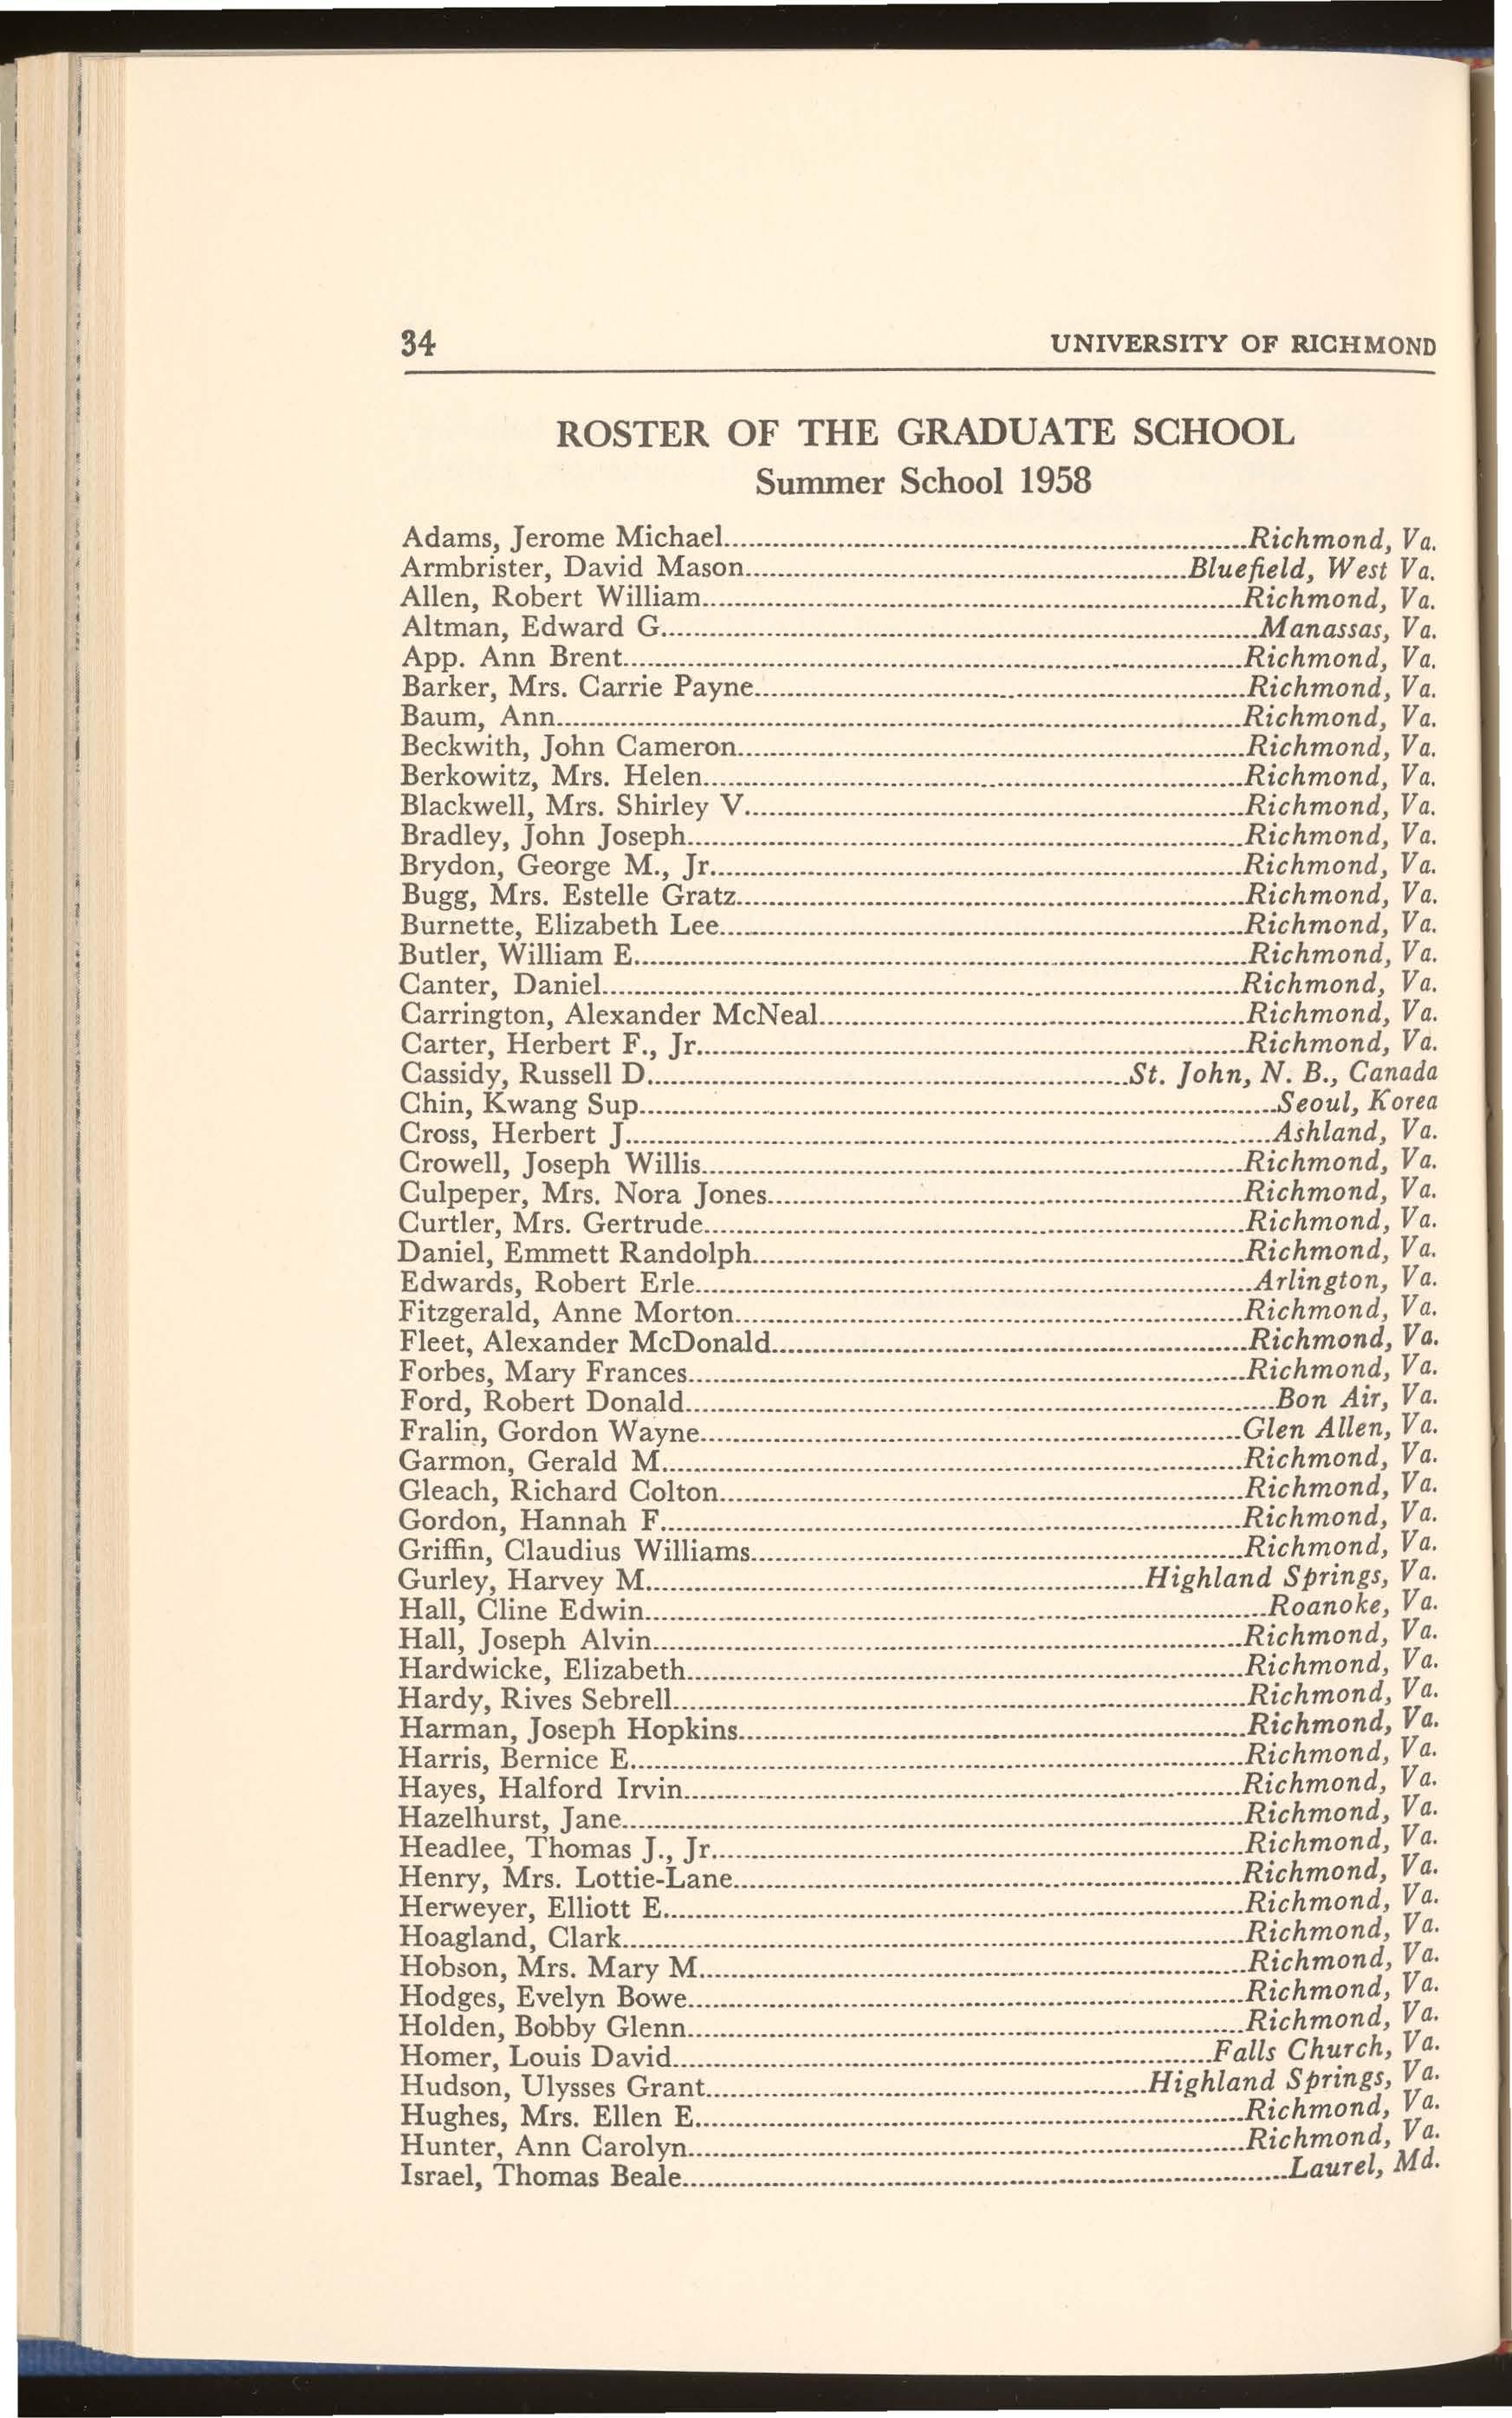 34 UNIVERSITY OF RICHMOND
ROSTER OF THE GRADUATE SCHOOL
Summer School 1958
Adams, Jerome Michael Richmond, Va.
Armbrister, David Mason Bluefield, West Va.
Allen, Robert William Richmond, Va.
Altman, Edward G. Manassas, Va.
App. Ann Brent Richmond, Va.
Barker, Mrs. Carrie Payne Richmond, Va.
Baum, Ann Richmond, Va.
Beckwith, John Cameron Richmond, Va.
Berkowitz, Mrs. Helen Richmond, Va.
Blackwell, Mrs. Shirley V. Richmond, Va.
Bradley, John Joseph Richmond, Va.
Brydon, George M., Jr. Richmond, Va.
Bugg, Mrs. Estelle Gratz Richmond, Va.
Burnette, Elizabeth Lee Richmond, Va.
Butler, William E. Richmond, Va.
Canter, Daniel Richmond, Va.
Carrington, Alexander McNeal Richmond, Va.
Carter, Herbert F., Jr. Richmond, Va.
Cassidy, Russell D. St. John, N. B., Canada
Chin, Kwang Sup Seoul, Korea
Cross, Herbert J. Ashland, Va.
Crowell, Joseph Willis Richmond, Va.
Culpeper, Mrs. Nora Jones Richmond, Va.
Curtler, Mrs. Gertrude Richmond, Va.
Daniel, Emmett Randolph Richmond, Va.
Edwards, Robert Erle Arlington, Va.
Fitzgerald, Anne Morton Richmond, Va.
Fleet, Alexander McDonald Richmond, Va.
Forbes, Mary Frances Richmond, Va.
Ford, Robert Donald Bon Air, Va.
Fralin, Gordon Wayne Glen Allen, Va.
Garmon, Gerald M. Richmond, Va.
Gleach, Richard Colton Richmond, Va.
Gordon, Hannah F. Richmond, Va.
Griffin, Claudius Williams Richmond, Va.
Gurley, Harvey M. Highland Springs, Va.
Hall, Cline Edwin Roanoke, Va.
Hall, Joseph Alvin Richmond, Va.
Hardwicke, Elizabeth Richmond, Va.
Hardy, Rives Sebrell Richmond, Va.
Harman, Joseph Hopkins Richmond, Va.
Harris, Bernice E. Richmond, Va.
Hayes, Halford Irvin Richmond, Va.
Hazelhurst, Jane Richmond, Va.
Headlee, Thomas J., Jr. Richmond, Va.
Henry, Mrs. Lottie-Lane Richmond, Va.
Herweyer, Elliott E. Richmond, Va.
Hoagland, Clark Richmond, Va.
Hobson, Mrs. Mary M. Richmond, Va.
Hodges, Evelyn Bowe Richmond, Va.
Holden, Bobby Glenn Richmond, Va.
Homer, Louis David Falls Church, Va.
Hudson, Ulysses Grant Highland Springs, Va.
Hughes, Mrs. Ellen E. Richmond, Va.
Hunter, Ann Carolyn Richmond, Va.
Israel, Thomas Beale Laurel, Md.